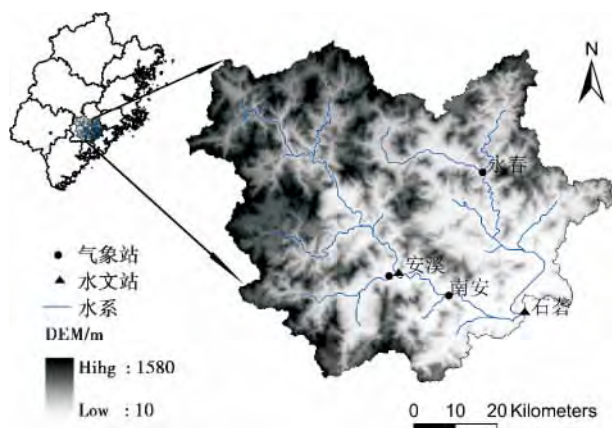 N
永春
安溪
南安
石砻
气象站
水文站
水系
DEM/m
Hihg : 1580
Low : 10
0 10 20 Kilometers